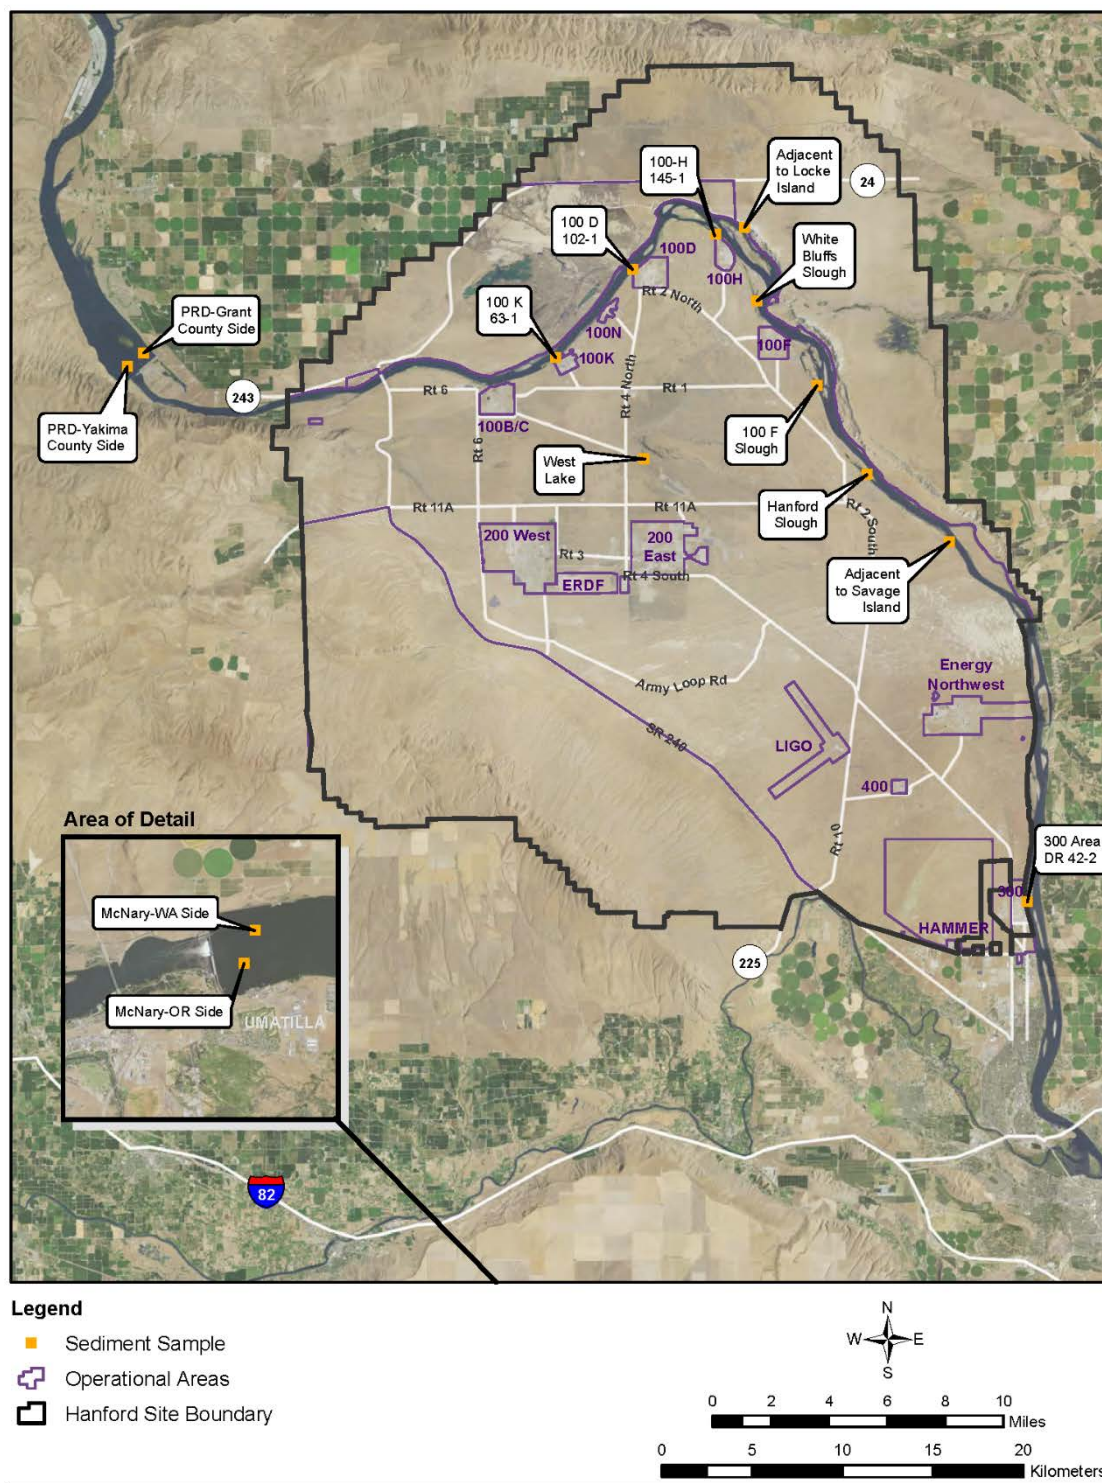 100-H
145-1
Adjacent
to Locke
Island
24
100 D
102-1
White
Bluffs
Slough
100D
100H
PRD-Grant
County Side
100 K
63-1
Rt 2 North
100N
100F
100K
243
Rt 6
Rt 4 North
Rt 1
PRD-Yakima
County Side
100B/C
100 F
Slough
Rt 6
West
Lake
Hanford
Slough
Rt 11A
Rt 11A
Rt 2 South
200 West
200
East
Rt 3
ERDF
Rt 4 South
Adjacent
to Savage
Island
Energy
Northwest
Army Loop Rd
SR 240
LIGO
400
Area of Detail
Rt 10
300 Area
DR 42-2
300
McNary-WA Side
HAMMER
225
McNary-OR Side
UMATILLA
82
Legend
Sediment Sample
Operational Areas
Hanford Site Boundary
N
W
E
S
0 2 4 6 8 10
Miles
0 5 10 15 20
Kilometers